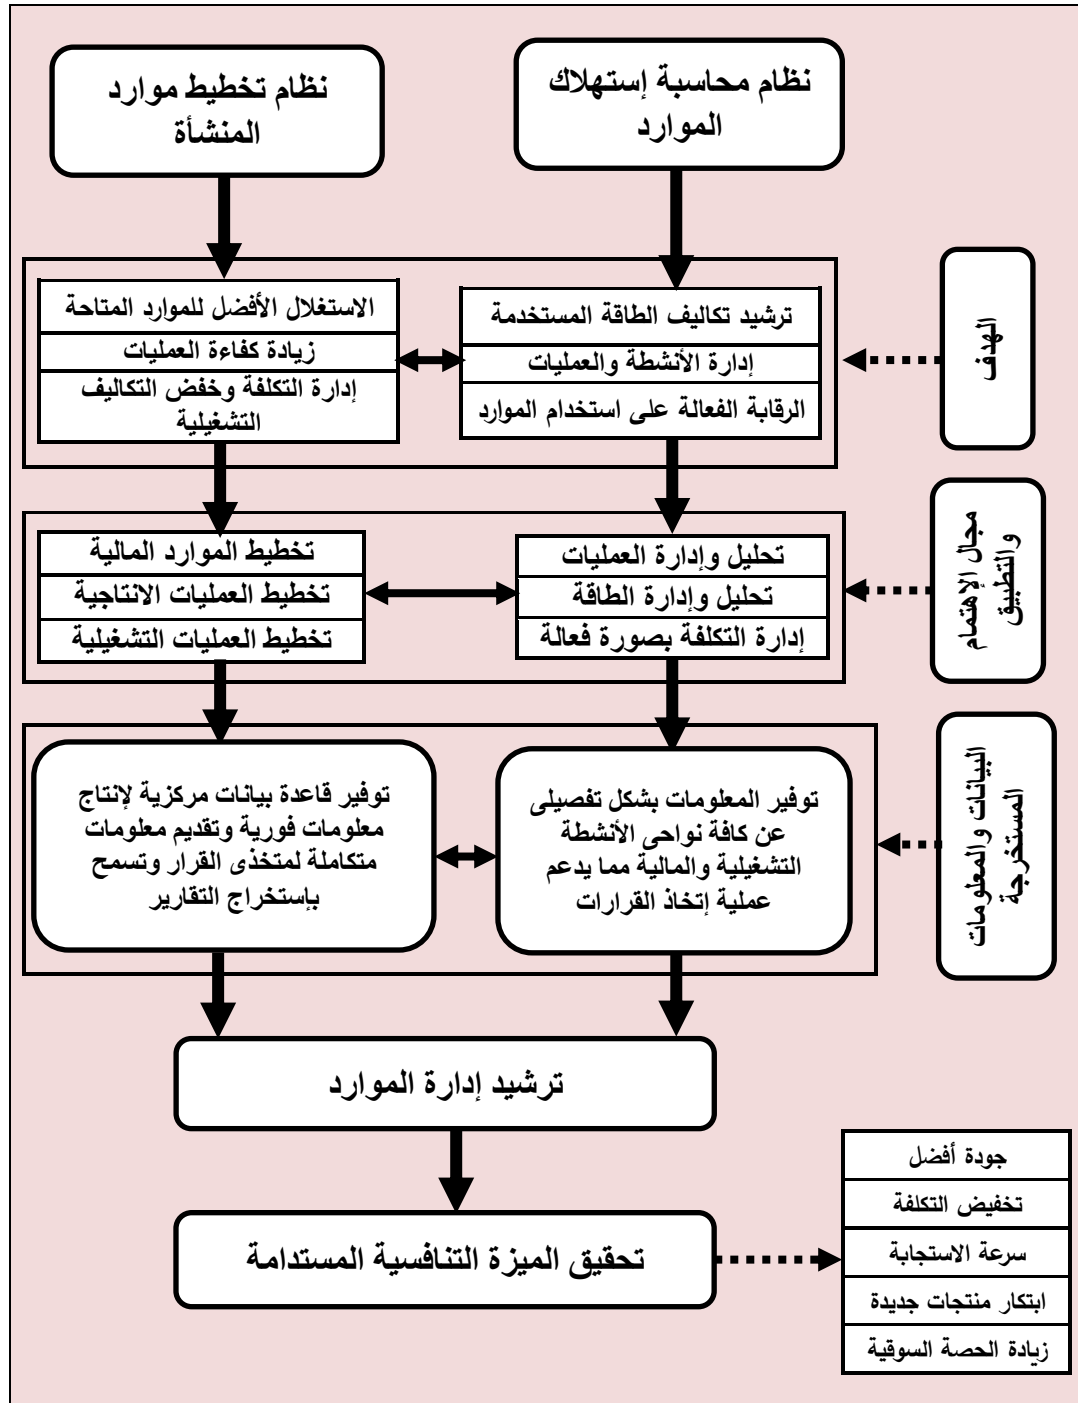 نظام محاسبة إستهلاك
الموارد
نظام تخطيط موارد
المنشأة
الهدف
ترشيد تكاليف الطاقة المستخدمة
إدارة الأنشطة والعمليات
الرقابة الفعالة على استخدام الموارد
الاستغلال الأفضل للموارد المتاحة
زيادة كفاءة العمليات
إدارة التكلفة وخفض التكاليف
التشغيلية
مجال الإهتمام
والتطبيق
تحليل وإدارة العمليات
تحليل وإدارة الطاقة
إدارة التكلفة بصورة فعالة
تخطيط الموارد المالية
تخطيط العمليات الانتاجية
تخطيط العمليات التشغيلية
البيانات والمعلومات
المستخرجة
توفير المعلومات بشكل تفصيلى
عن كافة نواحى الأنشطة
التشغيلية والمالية مما يدعم
عملية إتخاذ القرارات
توفير قاعدة بيانات مركزية لإنتاج
معلومات فورية وتقديم معلومات
متكاملة لمتخذى القرار وتسمح
بإستخراج التقارير
ترشيد إدارة الموارد
تحقيق الميزة التنافسية المستدامة
جودة أفضل
تخفيض التكلفة
سرعة الاستجابة
ابتكار منتجات جديدة
زيادة الحصة السوقية